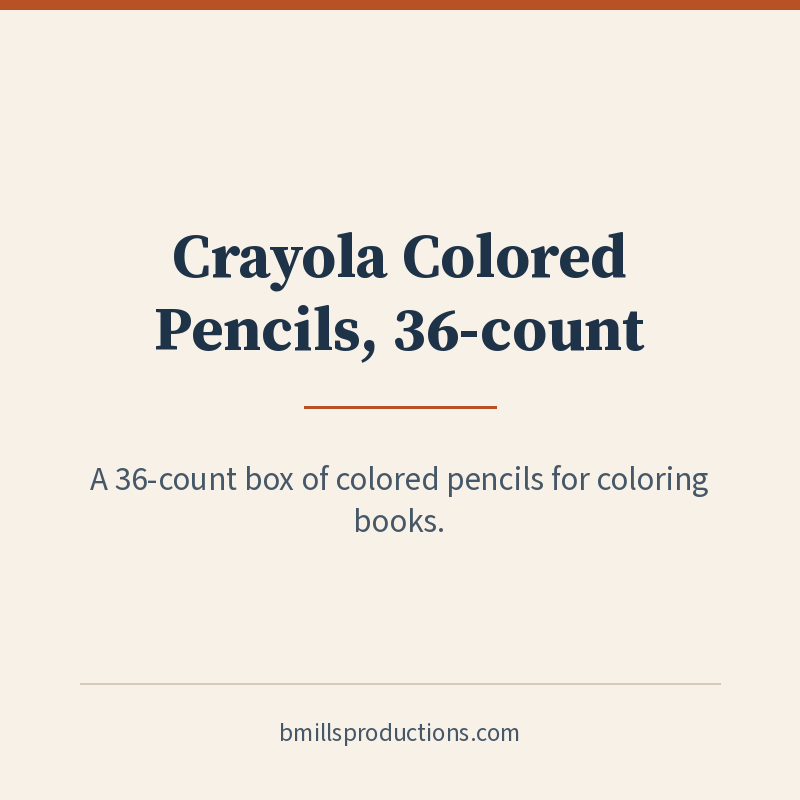 Crayola Colored
Pencils, 36-count
A 36-count box of colored pencils for coloring
books.
bmillsproductions.com